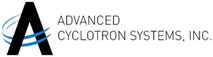 ADVANCED
CYCLOTRON SYSTEMS, INC.